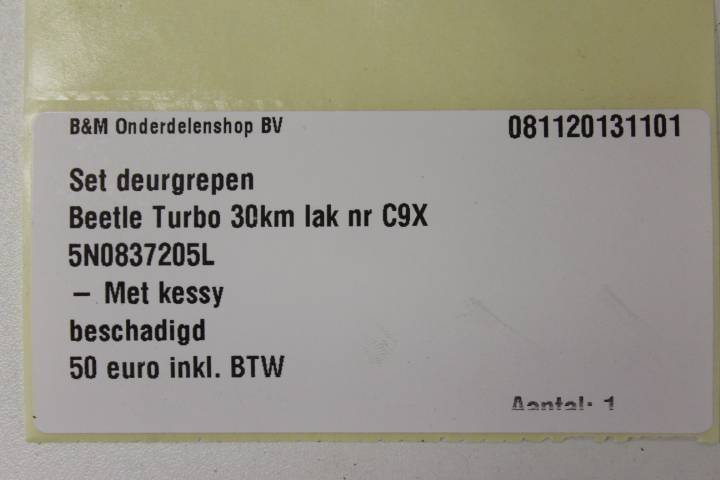 B&M Onderdelenshop BV 081120131101
Set deurgrepen
Beetle Turbo 30km lak nr C9X
5N0837205L
– Met kessy
beschadigd
50 euro inkl. BTW
Aantal: 1